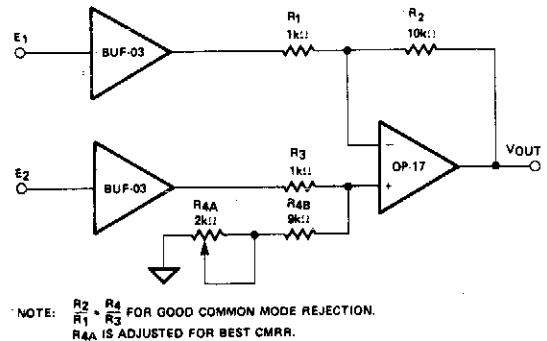 E1
BUF-03
R1
1kΩ
R2
10kΩ
−
OP-17
+
VOUT
E2
BUF-03
R3
1kΩ
R4A
2kΩ
R4B
9kΩ
NOTE: R2/R1 = R4/R3 FOR GOOD COMMON MODE REJECTION.
R4A IS ADJUSTED FOR BEST CMRR.